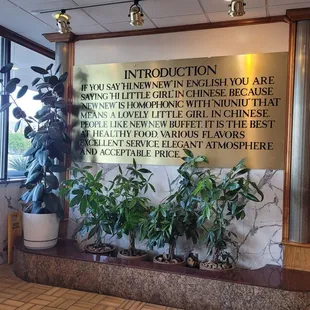 INTRODUCTION
IF YOU SAY 'HI.NEW NEW' IN ENGLISH YOU ARE
SAYING 'HI LITTLE GIRL' IN CHINESE BECAUSE
'NEW NEW' IS HOMOPHONIC WITH 'NIUNIU' THAT
MEANS A LOVELY LITTLE GIRL IN CHINESE.
PEOPLE LIKE NEW NEW BUFFET IT IS THE BEST
AT HEALTHY FOOD VARIOUS FLAVORS
EXCELLENT SERVICE ELEGANT ATMOSPHERE
AND ACCEPTABLE PRICE